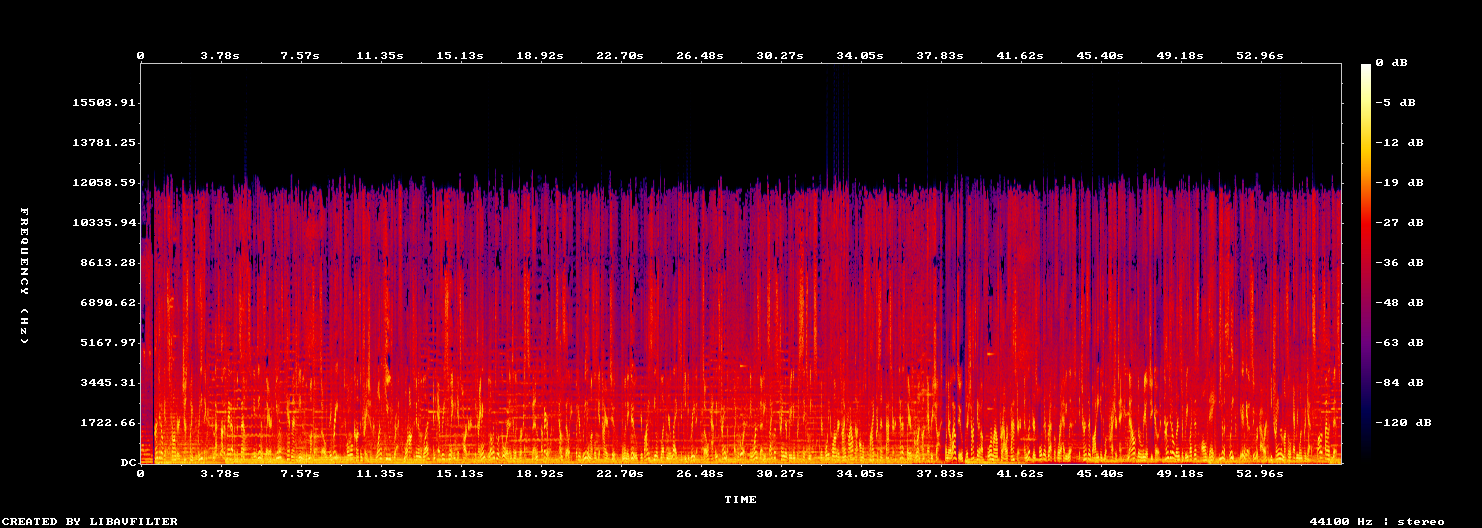 0 3.78s 7.57s 11.35s 15.13s 18.92s 22.70s 26.48s 30.27s 34.05s 37.83s 41.62s 45.40s 49.18s 52.96s
0 dB
-5 dB
-12 dB
-19 dB
-27 dB
-36 dB
-48 dB
-63 dB
-84 dB
-120 dB
15503.91
13781.25
12058.59
10335.94
8613.28
6890.62
5167.97
3445.31
1722.66
DC
FREQUENCY (HZ)
0 3.78s 7.57s 11.35s 15.13s 18.92s 22.70s 26.48s 30.27s 34.05s 37.83s 41.62s 45.40s 49.18s 52.96s
TIME
CREATED BY LIBAVFILTER
44100 Hz | stereo